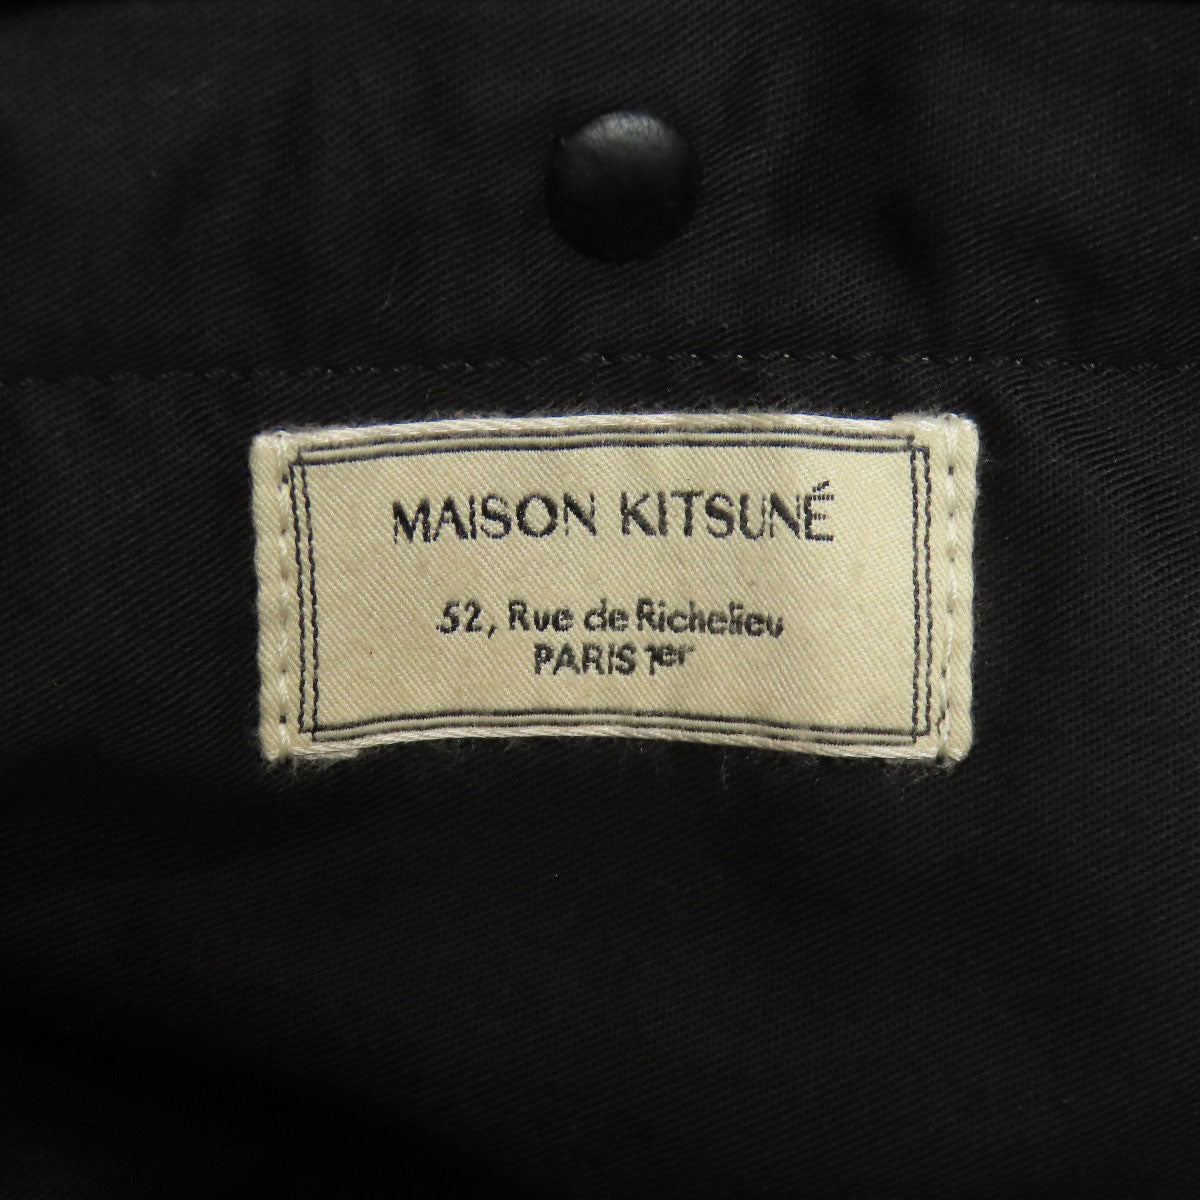 MAISON KITSUNÉ
52, Rue de Richelieu
PARIS 1er